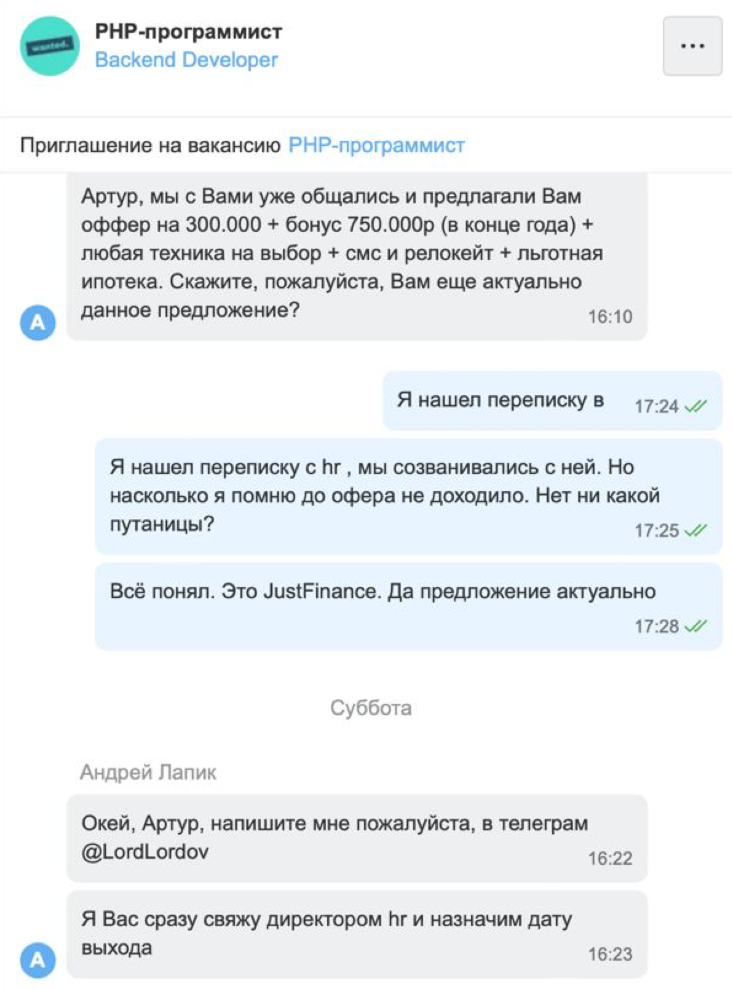 wanted.
PHP-программист
Backend Developer
Приглашение на вакансию PHP-программист
Артур, мы с Вами уже общались и предлагали Вам
оффер на 300.000 + бонус 750.000р (в конце года) +
любая техника на выбор + смс и релокейт + льготная
ипотека. Скажите, пожалуйста, Вам еще актуально
данное предложение?
16:10
А
Я нашел переписку в
17:24
Я нашел переписку с hr , мы созванивались с ней. Но
насколько я помню до офера не доходило. Нет ни какой
путаницы?
17:25
Всё понял. Это JustFinance. Да предложение актуально
17:28
Суббота
Андрей Лапик
Окей, Артур, напишите мне пожалуйста, в телеграм
@LordLordov
16:22
Я Вас сразу свяжу директором hr и назначим дату
выхода
16:23
А